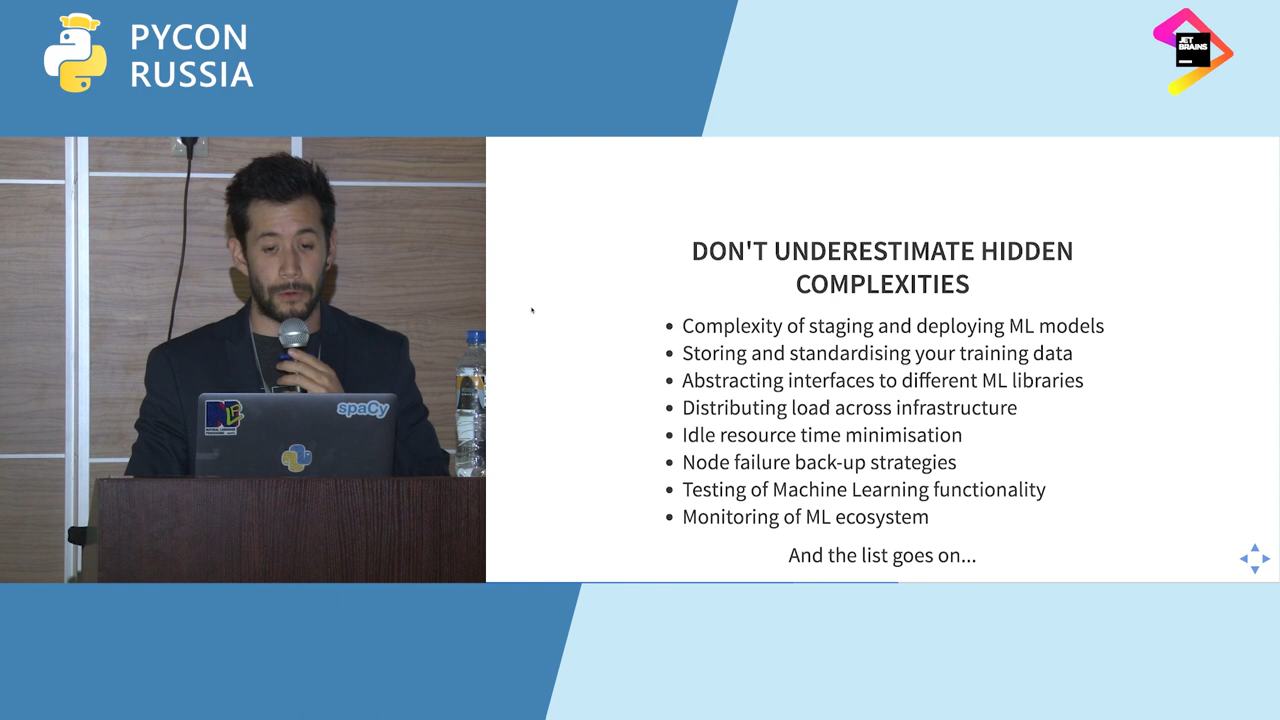 PYCON
RUSSIA
JET
BRAINS
DON'T UNDERESTIMATE HIDDEN
COMPLEXITIES
Complexity of staging and deploying ML models
Storing and standardising your training data
Abstracting interfaces to different ML libraries
Distributing load across infrastructure
Idle resource time minimisation
Node failure back-up strategies
Testing of Machine Learning functionality
Monitoring of ML ecosystem
And the list goes on...
spaCy